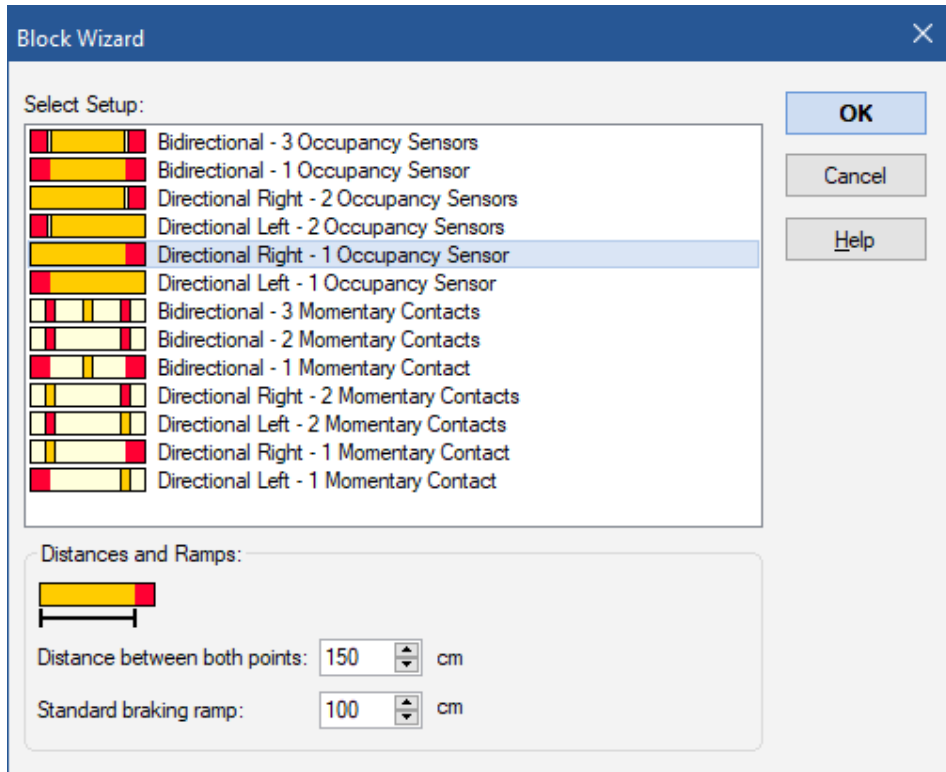 Block Wizard
Select Setup:
OK
Bidirectional - 3 Occupancy Sensors
Bidirectional - 1 Occupancy Sensor
Cancel
Directional Right - 2 Occupancy Sensors
Directional Left - 2 Occupancy Sensors
Help
Directional Right - 1 Occupancy Sensor
Directional Left - 1 Occupancy Sensor
Bidirectional - 3 Momentary Contacts
Bidirectional - 2 Momentary Contacts
Bidirectional - 1 Momentary Contact
Directional Right - 2 Momentary Contacts
Directional Left - 2 Momentary Contacts
Directional Right - 1 Momentary Contact
Directional Left - 1 Momentary Contact
Distances and Ramps:
Distance between both points: 150 cm
Standard braking ramp: 100 cm